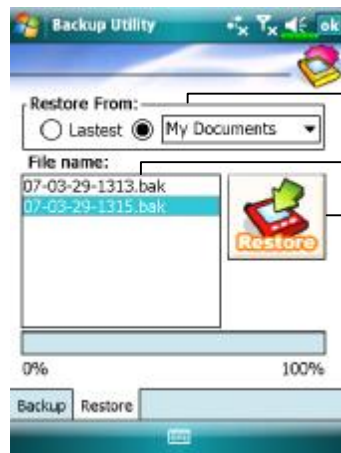 Backup Utility ok
Restore From:
Lastest My Documents
File name:
07-03-29-1313.bak
07-03-29-1315.bak
Restore
0% 100%
Backup Restore